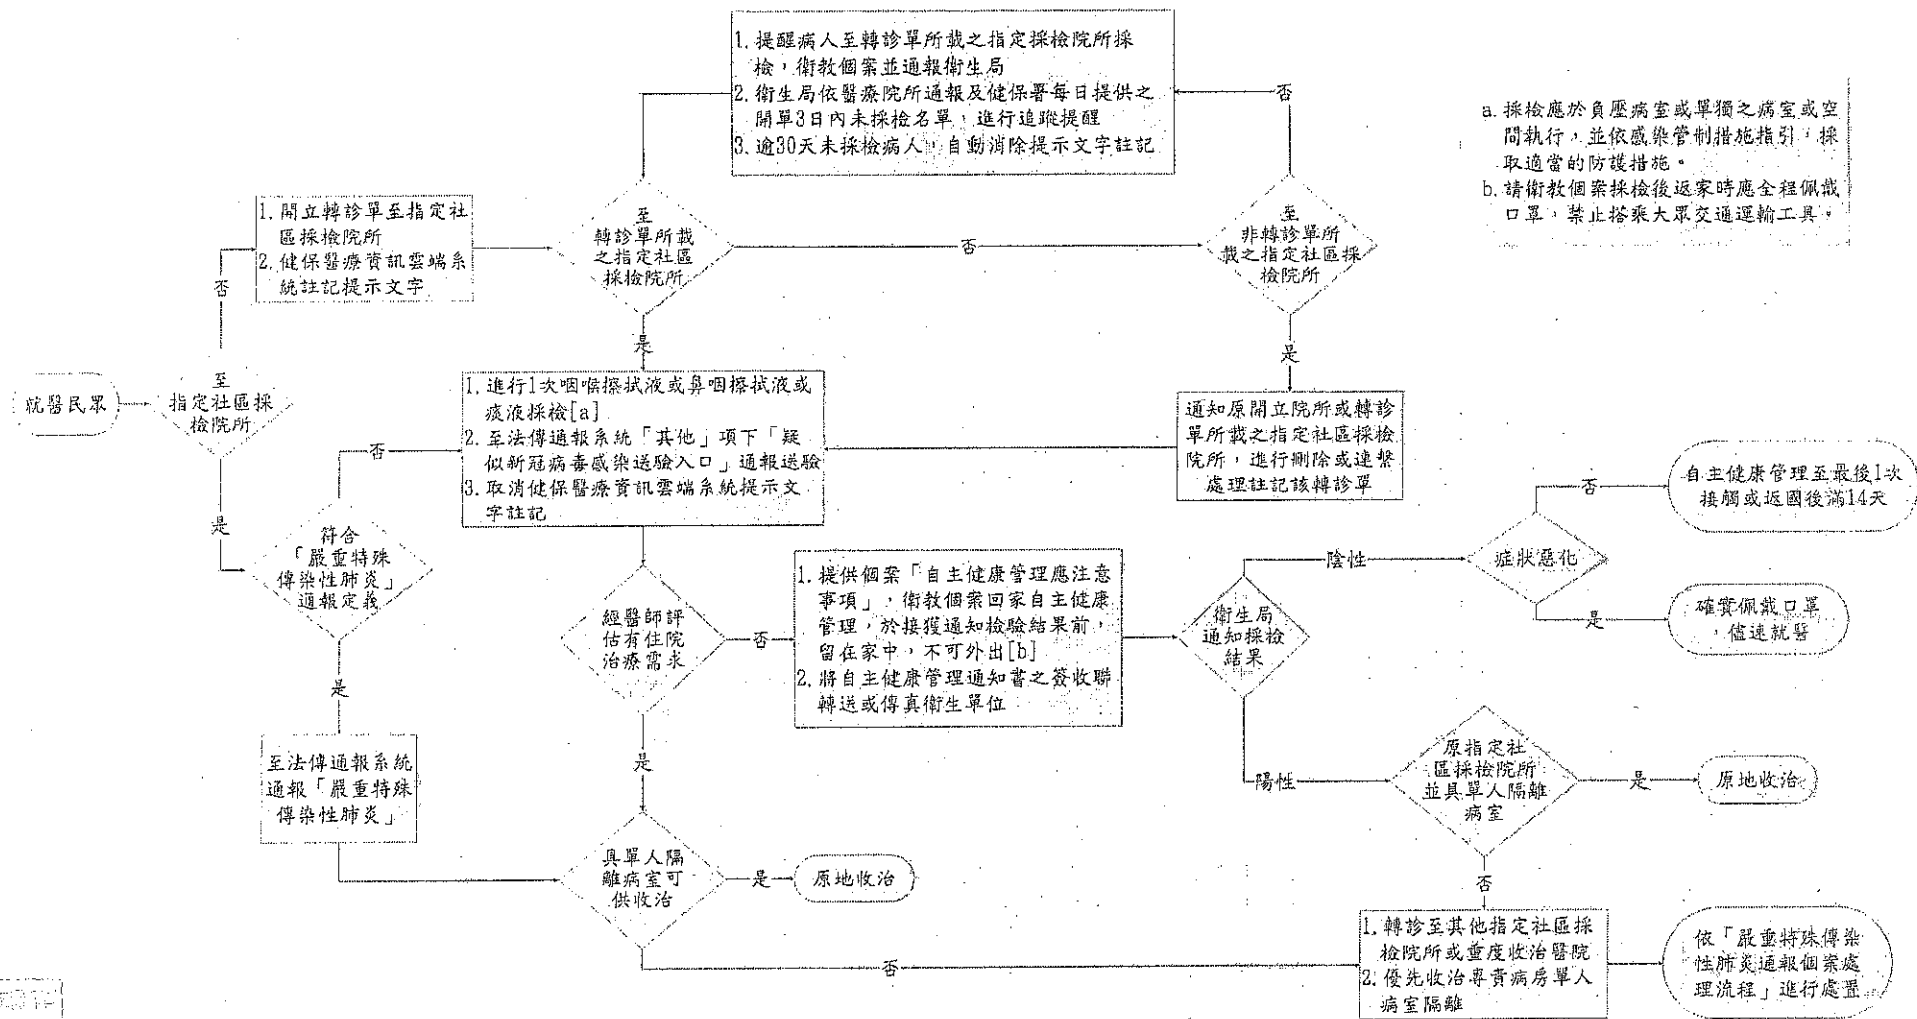 1. 提醒病人至轉診單所載之指定採檢院所採
檢，衛教個案並通報衛生局
2. 衛生局依醫療院所通報及健保署每日提供之
開單3日內未採檢名單，進行追蹤提醒
3. 逾30天未採檢病人，自動消除提示文字註記
否
a. 採檢應於負壓病室或單獨之病室或空
間執行，並依感染管制措施指引，採
取適當的防護措施。
b. 請衛教個案採檢後返家時應全程佩戴
口罩，禁止搭乘大眾交通運輸工具。
1. 開立轉診單至指定社
區採檢院所
2. 健保醫療資訊雲端系
統註記提示文字
至
轉診單所載
之指定社區
採檢院所
否
至
非轉診單所
載之指定社區採
檢院所
否
是
是
就醫民眾
至
指定社區採
檢院所
1. 進行1次咽喉擦拭液或鼻咽擦拭液或
痰液採檢[a]
2. 至法傳通報系統「其他」項下「疑
似新冠病毒感染送驗入口」通報送驗
3. 取消健保醫療資訊雲端系統提示文
字註記
通知原開立院所或轉診
單所載之指定社區採檢
院所，進行刪除或連繫
處理註記該轉診單
否
是
符合
「嚴重特殊
傳染性肺炎」
通報定義
自主健康管理至最後1次
接觸或返國後滿14天
否
症狀惡化
陰性
是
確實佩戴口罩
，儘速就醫
經醫師評
估有住院
治療需求
否
1. 提供個案「自主健康管理應注意
事項」，衛教個案回家自主健康
管理，於接獲通知檢驗結果前，
留在家中，不可外出[b]
2. 將自主健康管理通知書之簽收聯
轉送或傳真衛生單位
衛生局
通知採檢
結果
是
至法傳通報系統
通報「嚴重特殊
傳染性肺炎」
是
陽性
原指定社
區採檢院所
並具單人隔離
病室
是
原地收治
具單人隔
離病室可
供收治
是
原地收治
否
否
1. 轉診至其他指定社區採
檢院所或重度收治醫院
2. 優先收治專責病房單人
病室隔離
依「嚴重特殊傳染
性肺炎通報個案處
理流程」進行處置